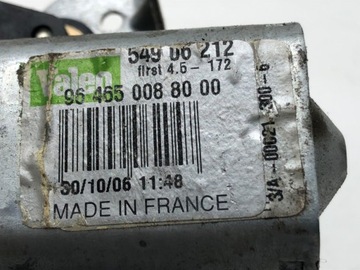 Valeo
549 06 212
first 4.5 - 172
96 465 008 80 00
30/10/06 11:48
MADE IN FRANCE